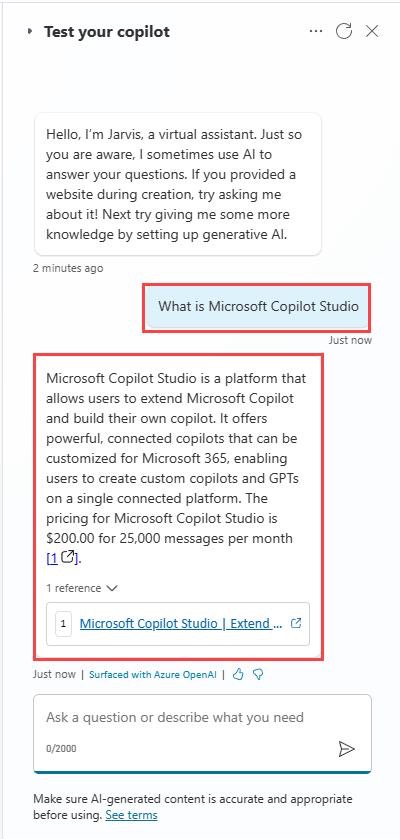 Test your copilot
Hello, I'm Jarvis, a virtual assistant. Just so
you are aware, I sometimes use AI to
answer your questions. If you provided a
website during creation, try asking me
about it! Next try giving me some more
knowledge by setting up generative AI.
2 minutes ago
What is Microsoft Copilot Studio
Just now
Microsoft Copilot Studio is a platform that
allows users to extend Microsoft Copilot
and build their own copilot. It offers
powerful, connected copilots that can be
customized for Microsoft 365, enabling
users to create custom copilots and GPTs
on a single connected platform. The
pricing for Microsoft Copilot Studio is
$200.00 for 25,000 messages per month
[1].
1 reference
1 Microsoft Copilot Studio | Extend ...
Just now | Surfaced with Azure OpenAI |
Ask a question or describe what you need
0/2000
Make sure AI-generated content is accurate and appropriate
before using. See terms